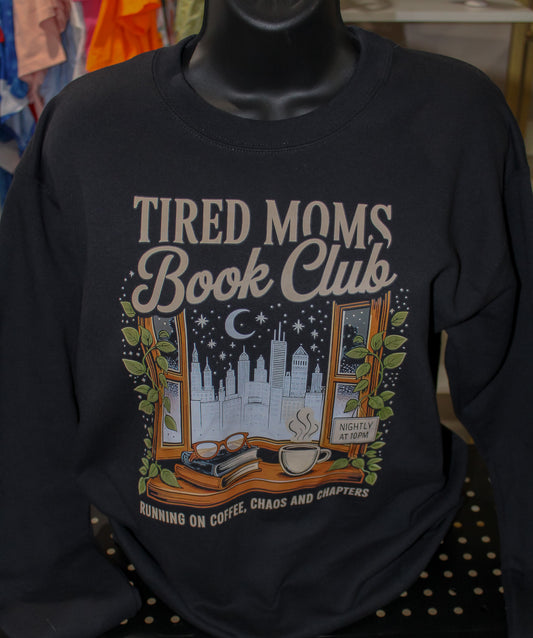 TIRED MOMS
Book Club
NIGHTLY
AT 10PM
RUNNING ON COFFEE, CHAOS AND CHAPTERS